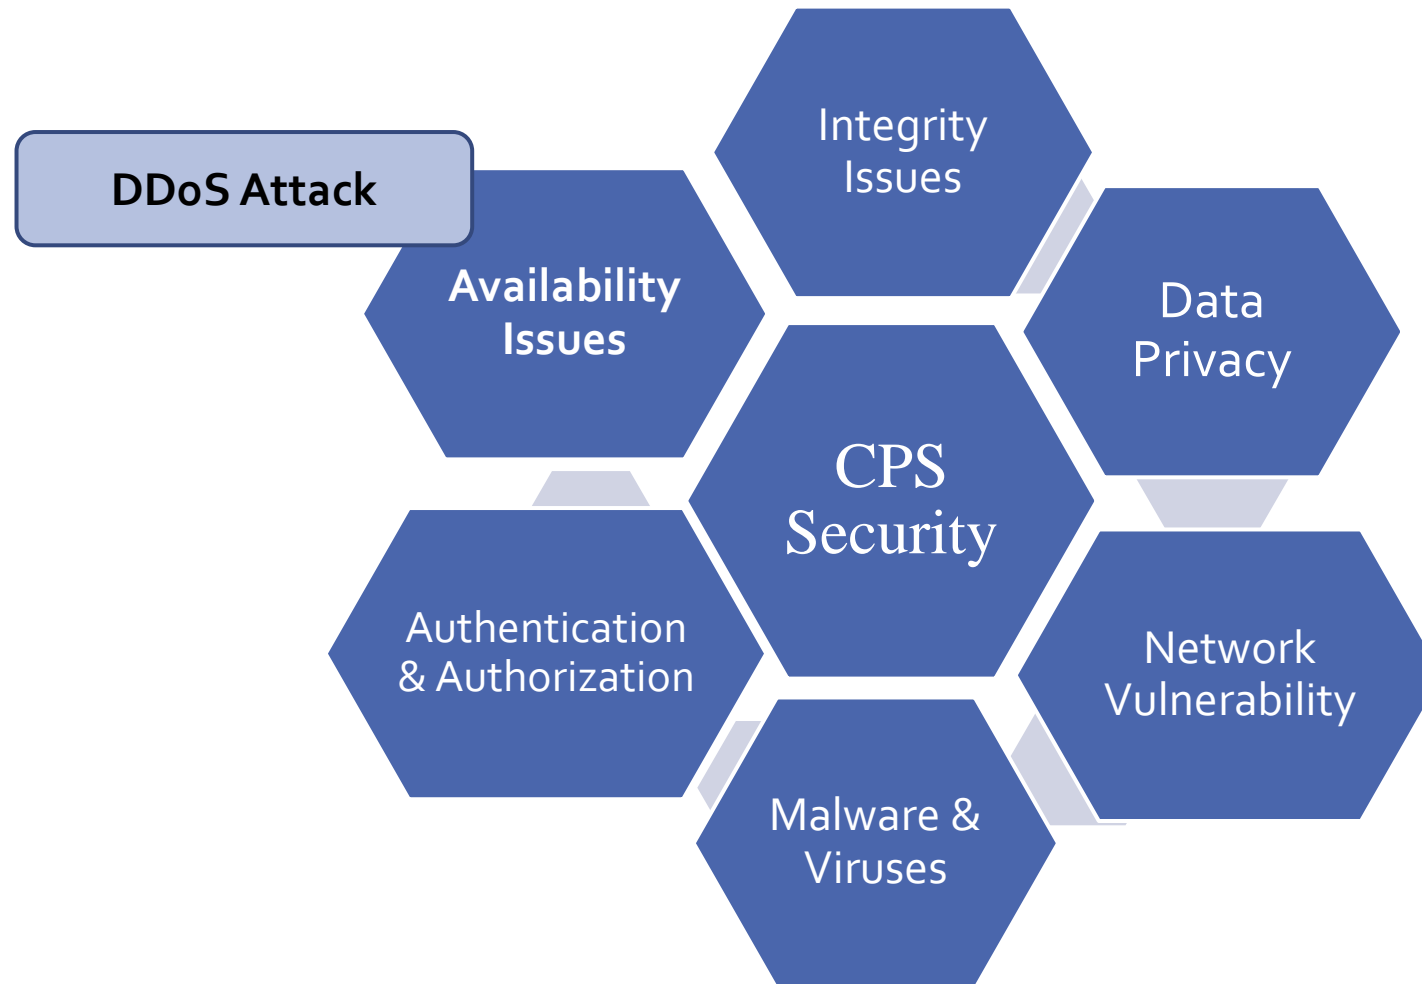 Integrity
Issues
DDoS Attack
Availability
Issues
Data
Privacy
CPS
Security
Authentication
& Authorization
Network
Vulnerability
Malware &
Viruses